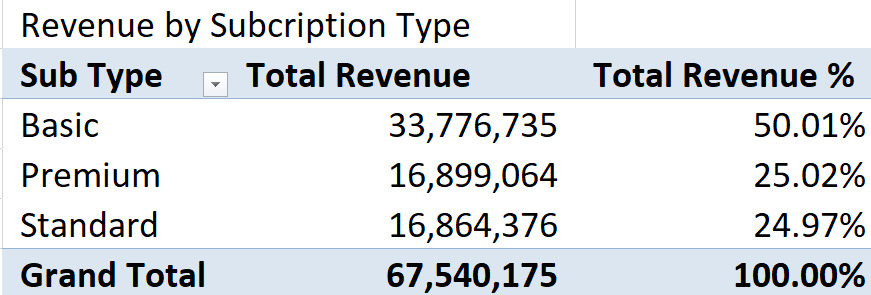 Revenue by Subcription Type
Sub Type Total Revenue Total Revenue %
Basic 33,776,735 50.01%
Premium 16,899,064 25.02%
Standard 16,864,376 24.97%
Grand Total 67,540,175 100.00%